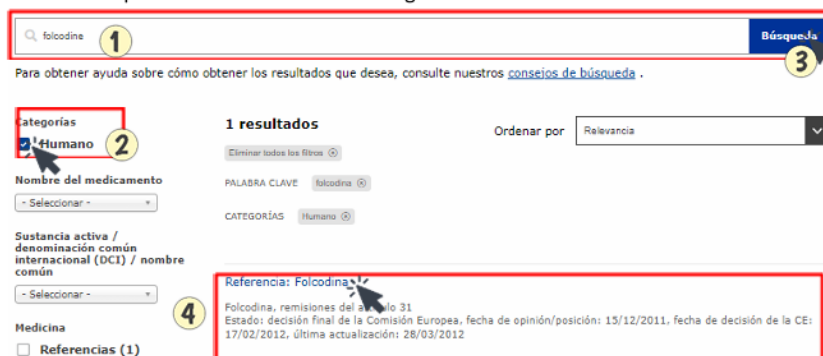 folcodine
1
Búsqueda
3
Para obtener ayuda sobre cómo obtener los resultados que desea, consulte nuestros consejos de búsqueda .
Categorías
Humano
2
Nombre del medicamento
- Seleccionar -
Sustancia activa /
denominación común
internacional (DCI) / nombre
común
- Seleccionar -
Medicina
Referencias (1)
1 resultados
Ordenar por
Relevancia
Eliminar todos los filtros
PALABRA CLAVE folcodina
CATEGORÍAS Humano
4
Referencia: Folcodina
Folcodina, remisiones del artículo 31
Estado: decisión final de la Comisión Europea, fecha de opinión/posición: 15/12/2011, fecha de decisión de la CE:
17/02/2012, última actualización: 28/03/2012